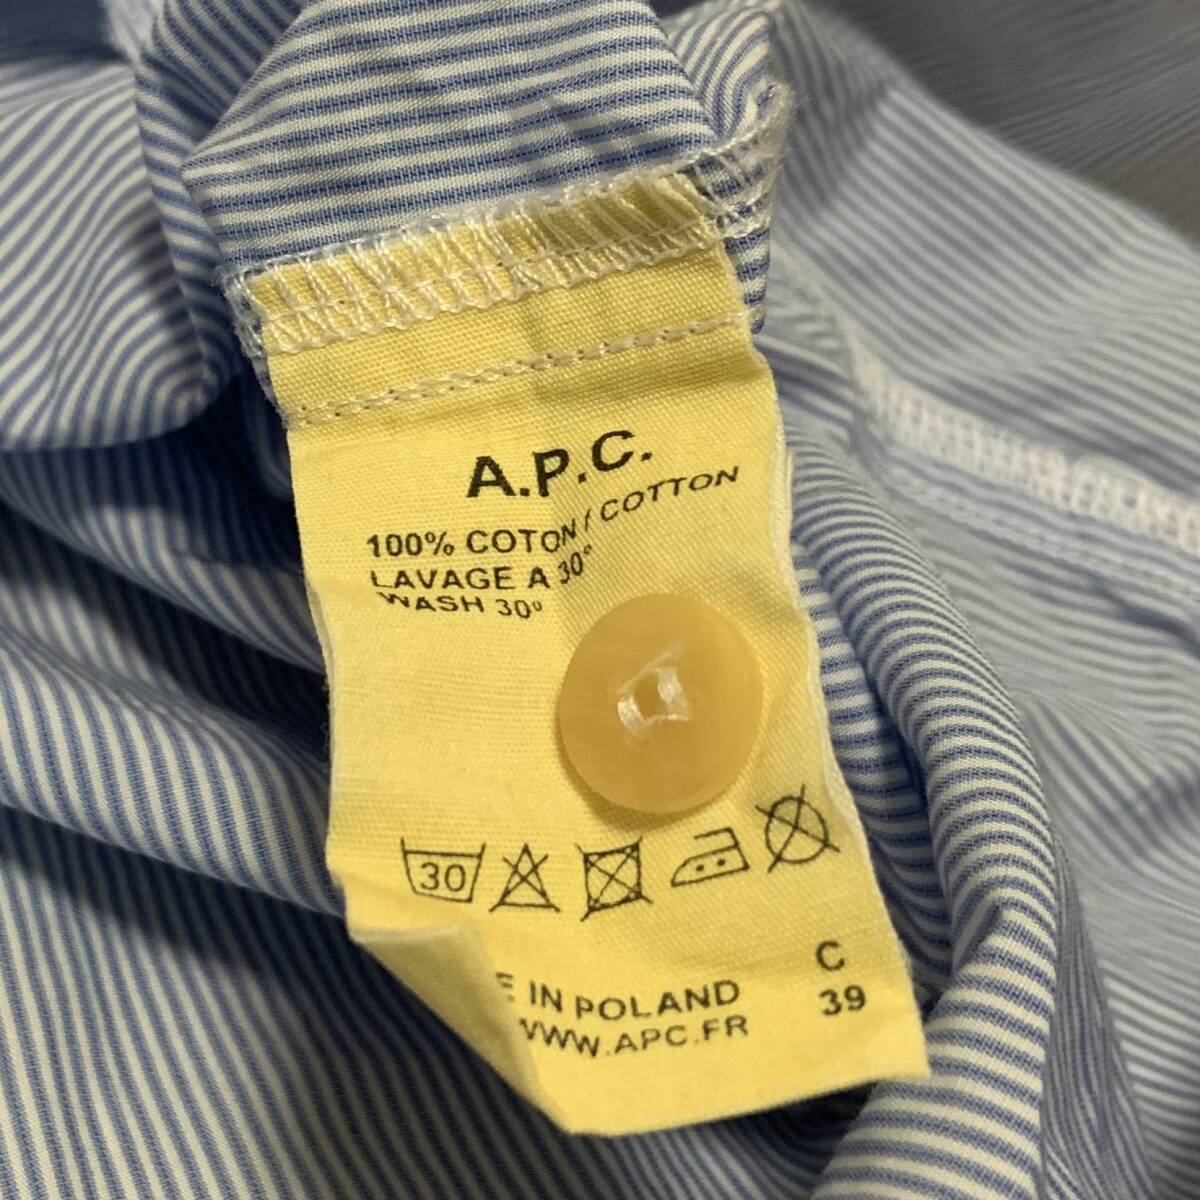 A.P.C.
100% COTON / COTTON
LAVAGE A 30°
WASH 30°
30
C
IN POLAND
39
WWW.APC.FR